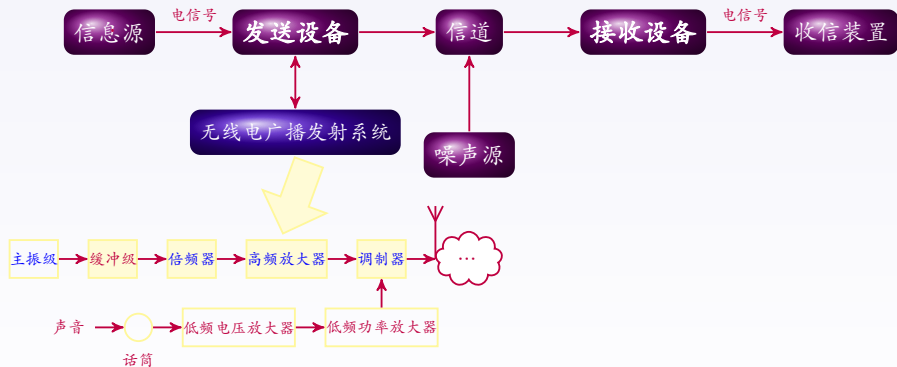 信息源
电信号
发送设备
信道
接收设备
电信号
收信装置
无线电广播发射系统
噪声源
主振级
缓冲级
倍频器
高频放大器
调制器
...
声音
话筒
低频电压放大器
低频功率放大器